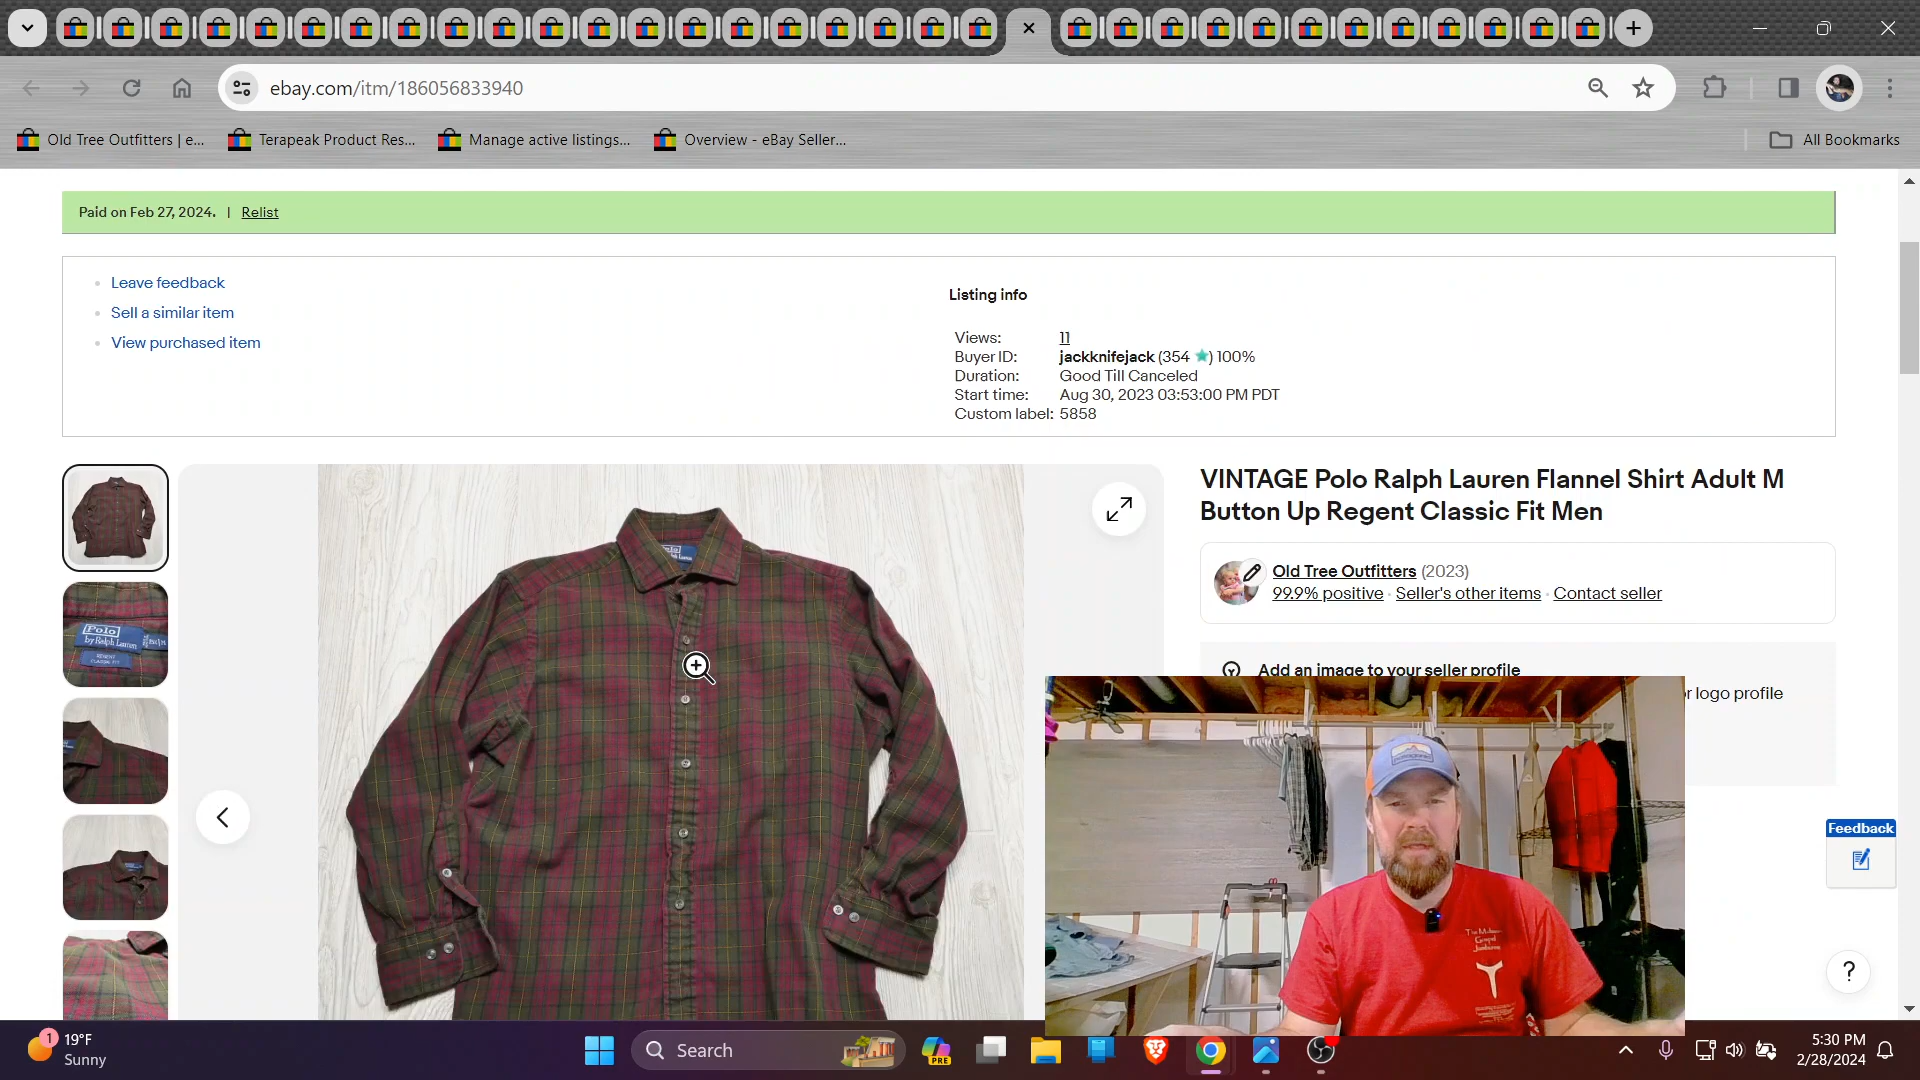 ebay.com/itm/186056833940
Old Tree Outfitters | e...
Terapeak Product Res...
Manage active listings...
Overview - eBay Seller...
All Bookmarks
Paid on Feb 27, 2024. | Relist
Leave feedback
Sell a similar item
View purchased item
Listing info
Views: 11
Buyer ID: jackknifejack (354 ) 100%
Duration: Good Till Canceled
Start time: Aug 30, 2023 03:53:00 PM PDT
Custom label: 5858
VINTAGE Polo Ralph Lauren Flannel Shirt Adult M
Button Up Regent Classic Fit Men
Old Tree Outfitters (2023)
99.9% positive · Seller's other items · Contact seller
Add an image to your seller profile
r logo profile
Polo
by Ralph Lauren
REGENT
CLASSIC FIT
Feedback
?
1
19°F
Sunny
Search
PRE
5:30 PM
2/28/2024